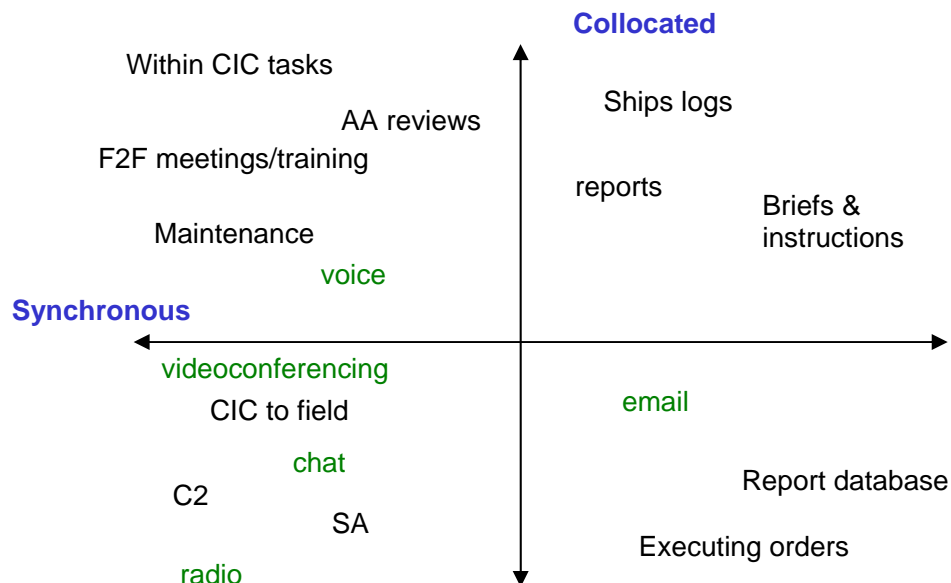 Collocated
Within CIC tasks
Ships logs
AA reviews
F2F meetings/training
reports
Briefs &
instructions
Maintenance
voice
Synchronous
videoconferencing
email
CIC to field
chat
Report database
C2
SA
Executing orders
radio